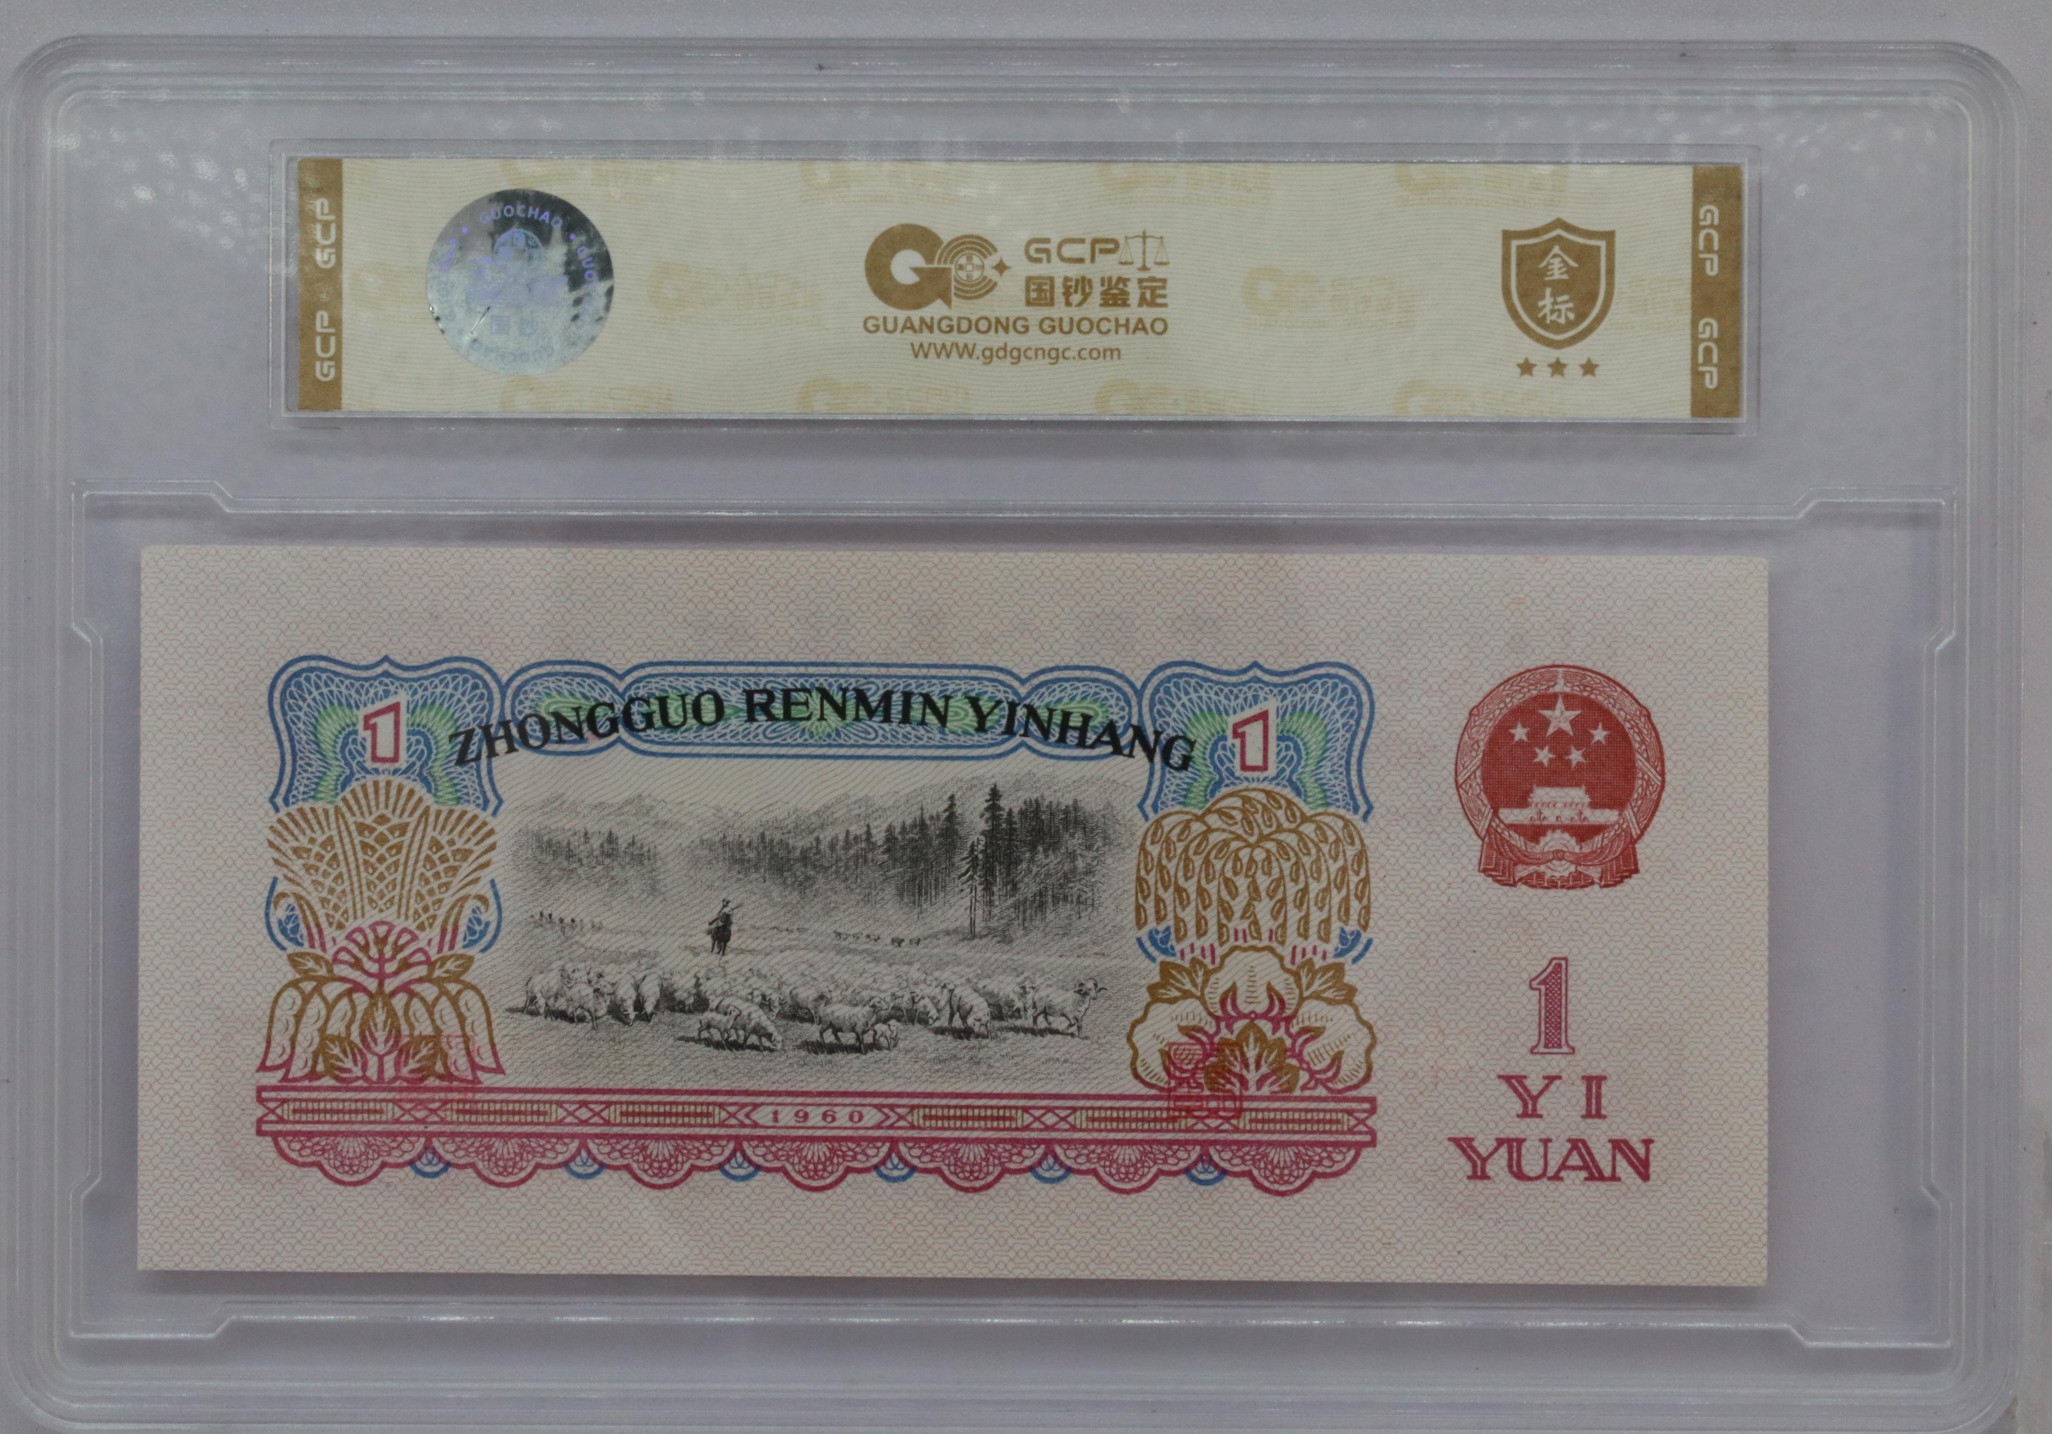 GCP GCP
GUOCHAO
GCP
国钞鉴定
GUANGDONG GUOCHAO
WWW.gdgcngc.com
金标
GCP GCP
ZHONGGUO RENMIN YINHANG
1
1
1960
1
YI
YUAN